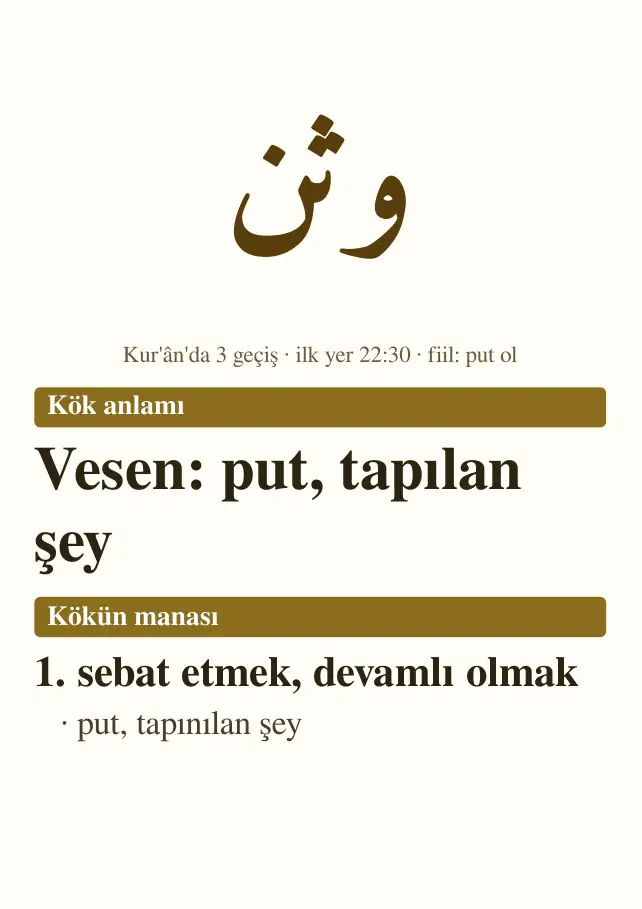 وثن
Kur'ân'da 3 geçiş · ilk yer 22:30 · fiil: put ol
Kök anlamı
Vesen: put, tapılan
şey
Kökün manası
1. sebat etmek, devamlı olmak
· put, tapınılan şey